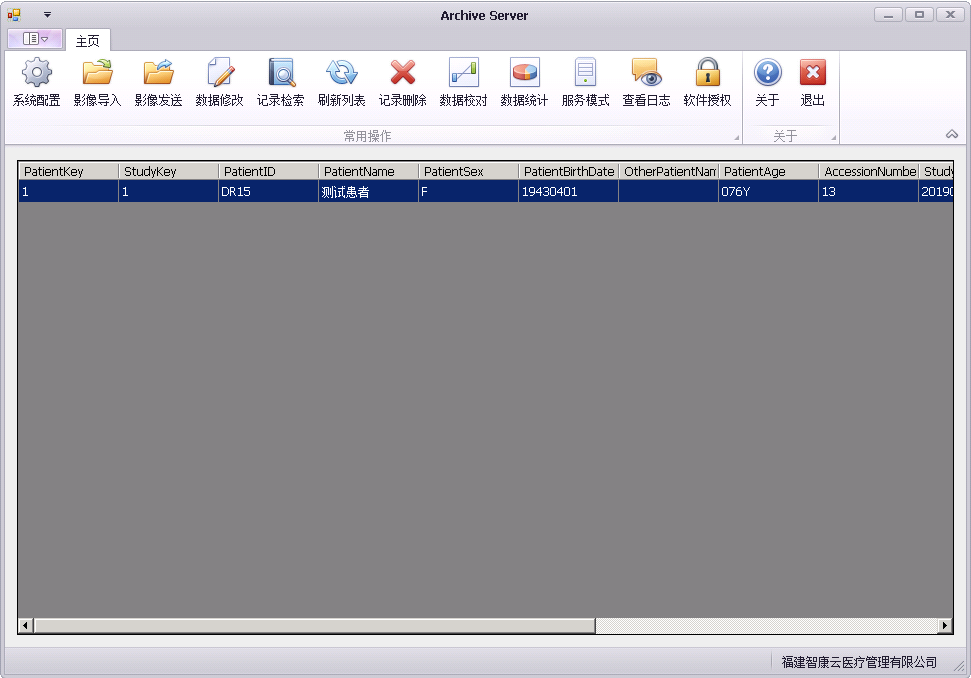 Archive Server
主页
系统配置 影像导入 影像发送 数据修改 记录检索 刷新列表 记录删除 数据校对 数据统计 服务模式 查看日志 软件授权 关于 退出
常用操作 关于
PatientKey StudyKey PatientID PatientName PatientSex PatientBirthDate OtherPatientNam PatientAge AccessionNumbe Study
1 1 DR15 测试患者 F 19430401 076Y 13 20190
福建智康云医疗管理有限公司